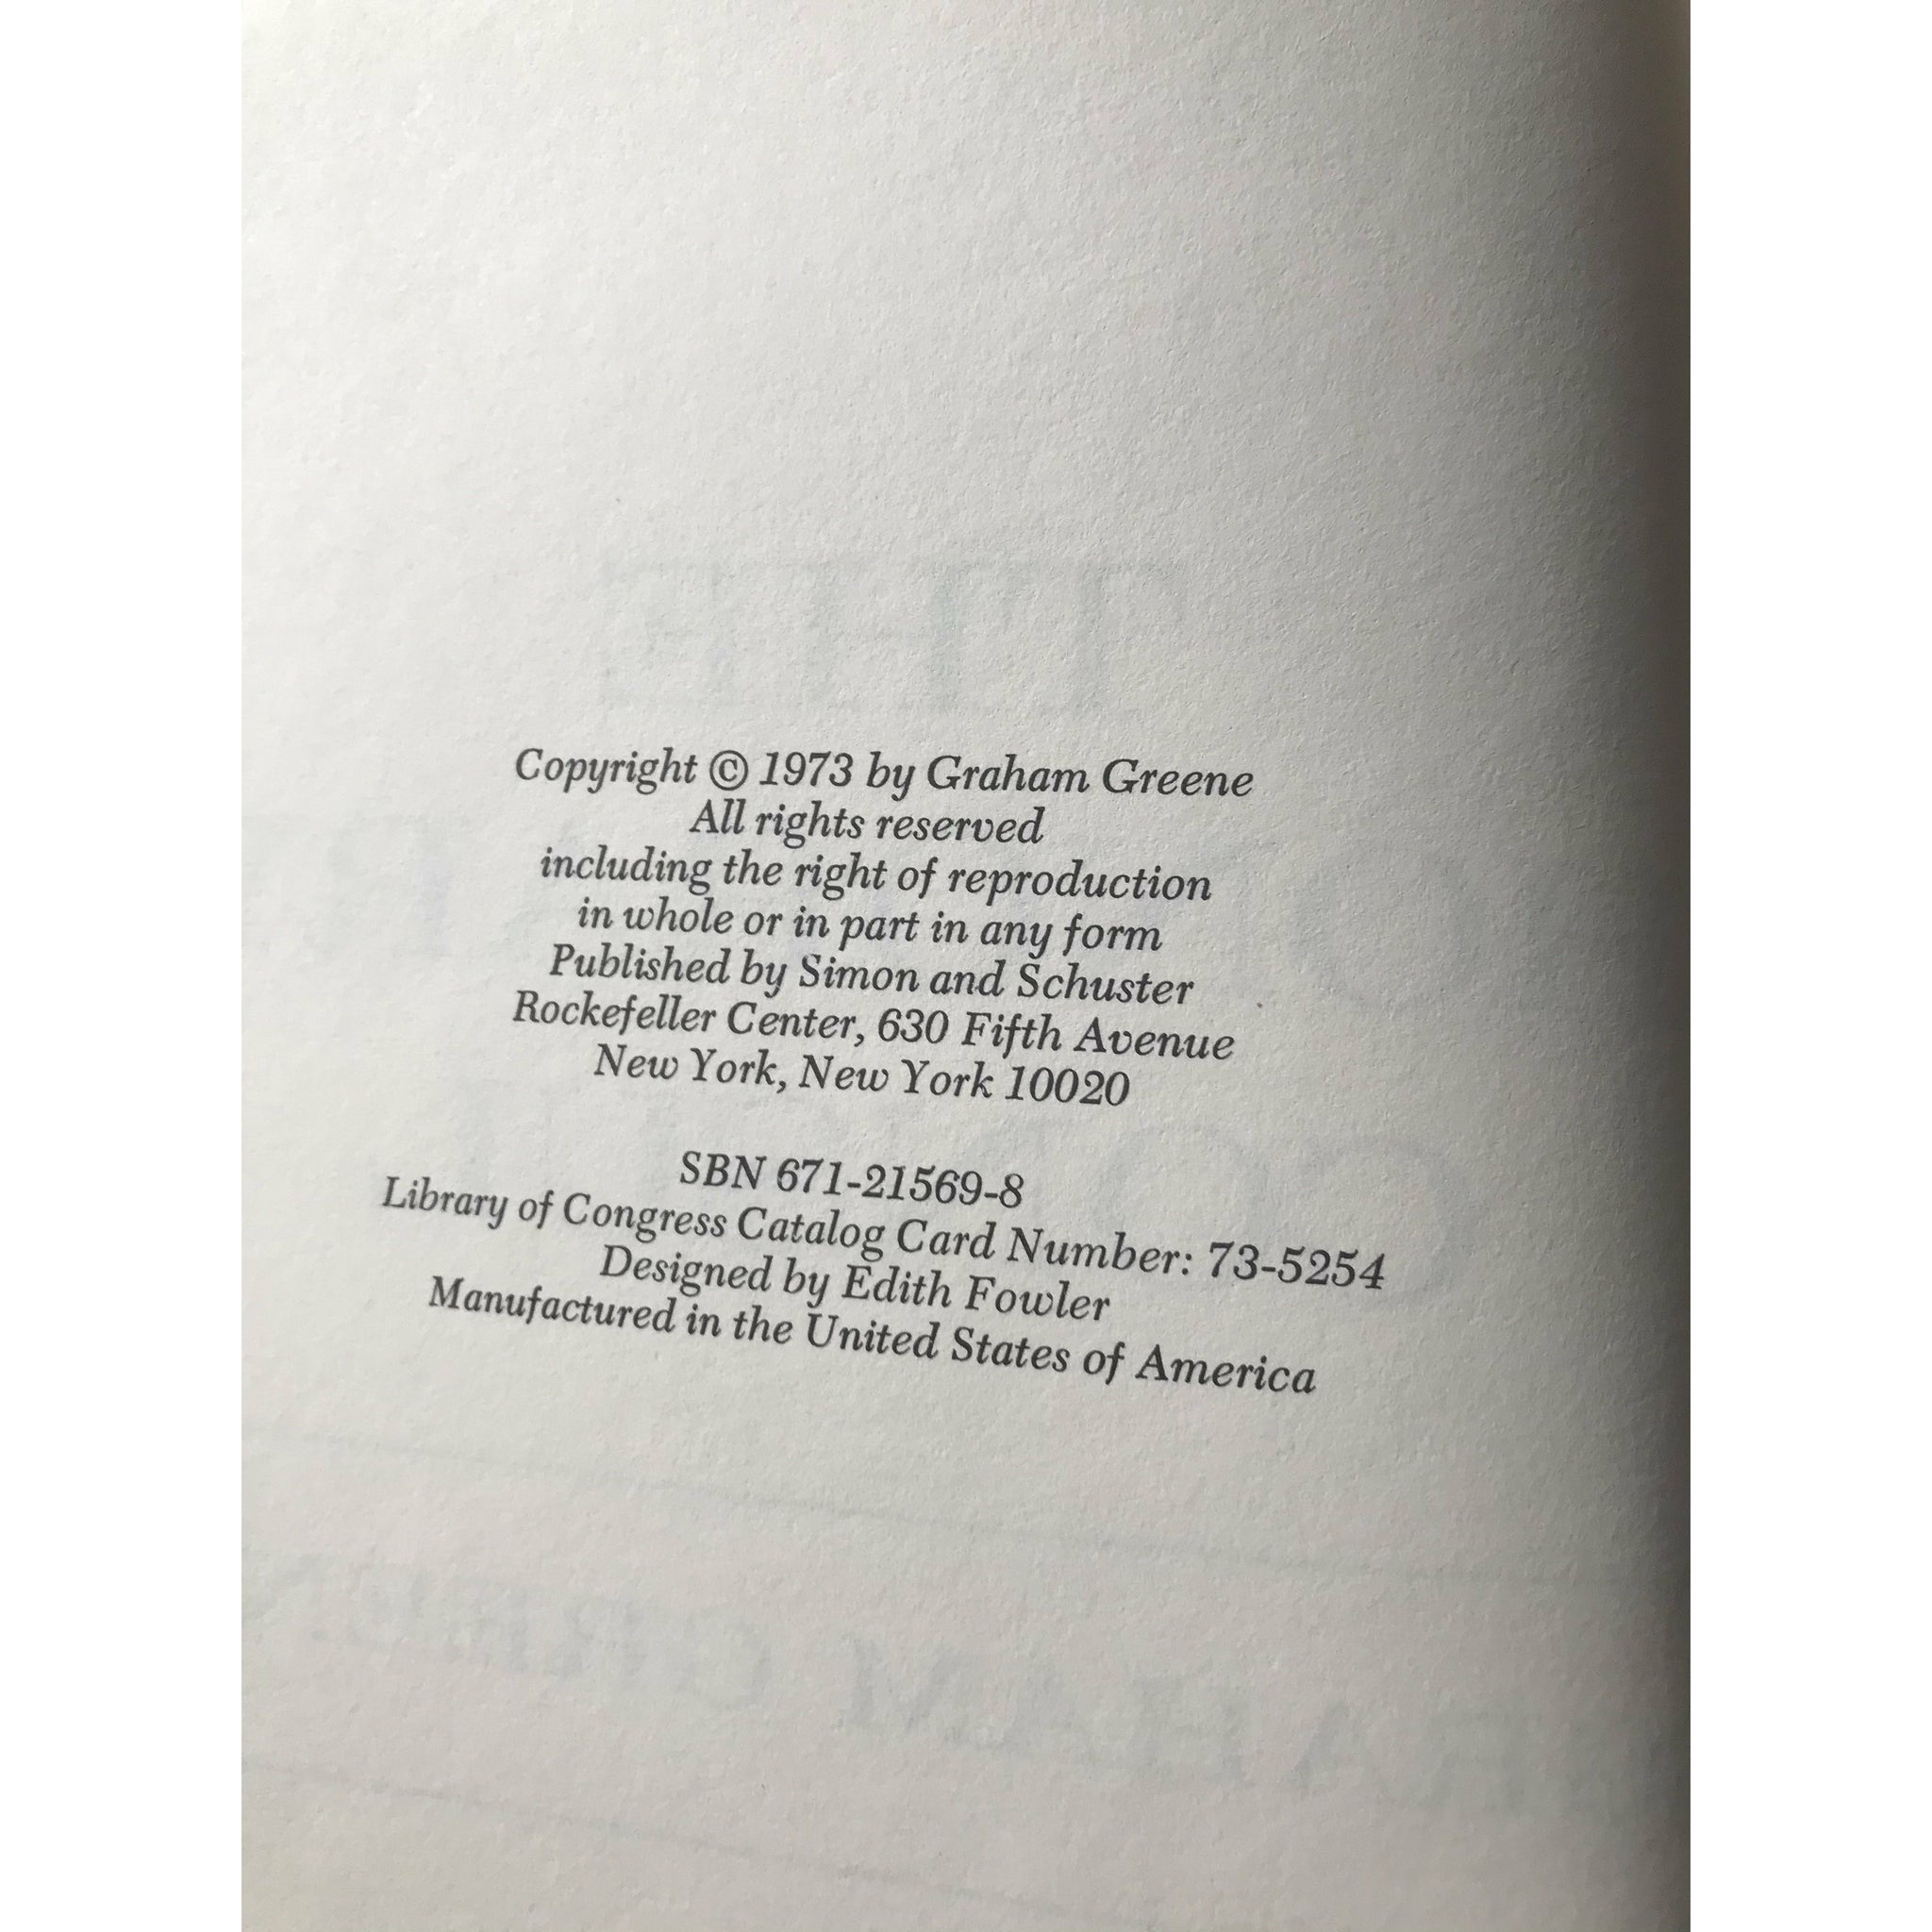 Copyright © 1973 by Graham Greene
All rights reserved
including the right of reproduction
in whole or in part in any form
Published by Simon and Schuster
Rockefeller Center, 630 Fifth Avenue
New York, New York 10020
SBN 671-21569-8
Library of Congress Catalog Card Number: 73-5254
Designed by Edith Fowler
Manufactured in the United States of America